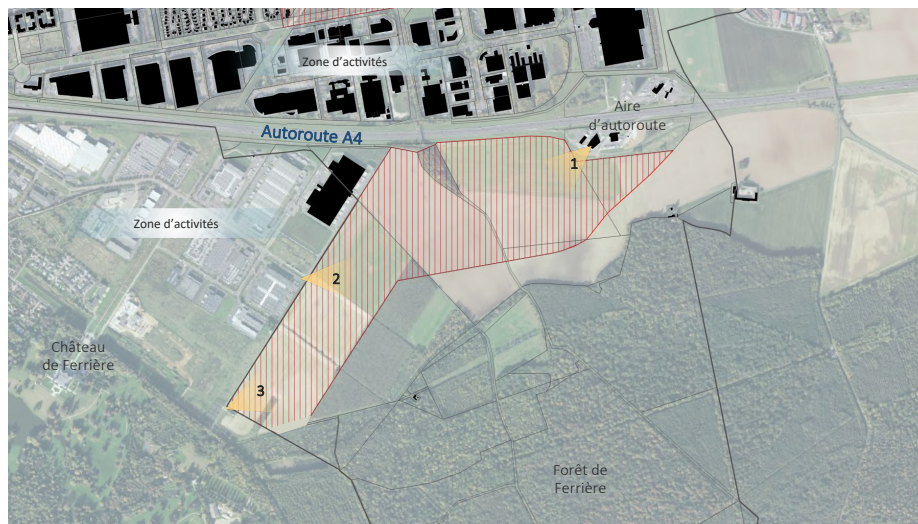 Zone d'activités
Autoroute A4
Aire
d'autoroute
1
Zone d'activités
2
Château
de Ferrière
3
Forêt de
Ferrière